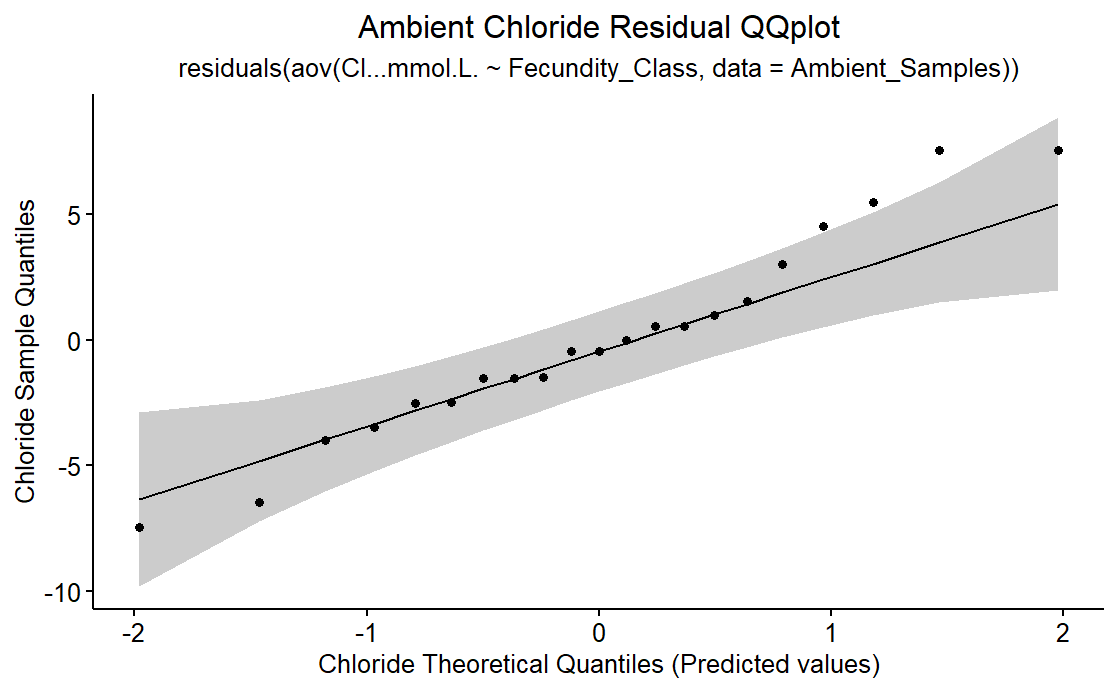 Ambient Chloride Residual QQplot
residuals(aov(Cl...mmol.L. ~ Fecundity_Class, data = Ambient_Samples))
Chloride Sample Quantiles
5
0
-5
-10
-2
-1
0
1
2
Chloride Theoretical Quantiles (Predicted values)